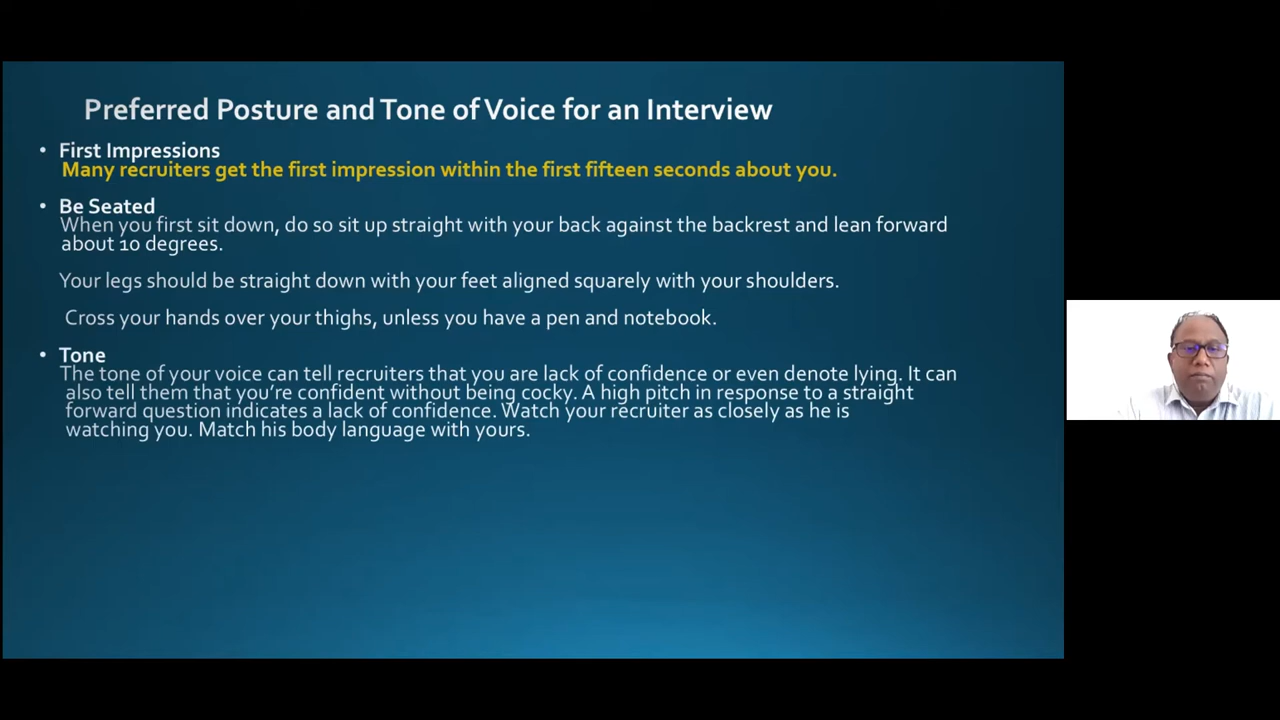 Preferred Posture and Tone of Voice for an Interview
• First Impressions
Many recruiters get the first impression within the first fifteen seconds about you.
• Be Seated
When you first sit down, do so sit up straight with your back against the backrest and lean forward
about 10 degrees.
Your legs should be straight down with your feet aligned squarely with your shoulders.
Cross your hands over your thighs, unless you have a pen and notebook.
• Tone
The tone of your voice can tell recruiters that you are lack of confidence or even denote lying. It can
also tell them that you're confident without being cocky. A high pitch in response to a straight
forward question indicates a lack of confidence. Watch your recruiter as closely as he is
watching you. Match his body language with yours.